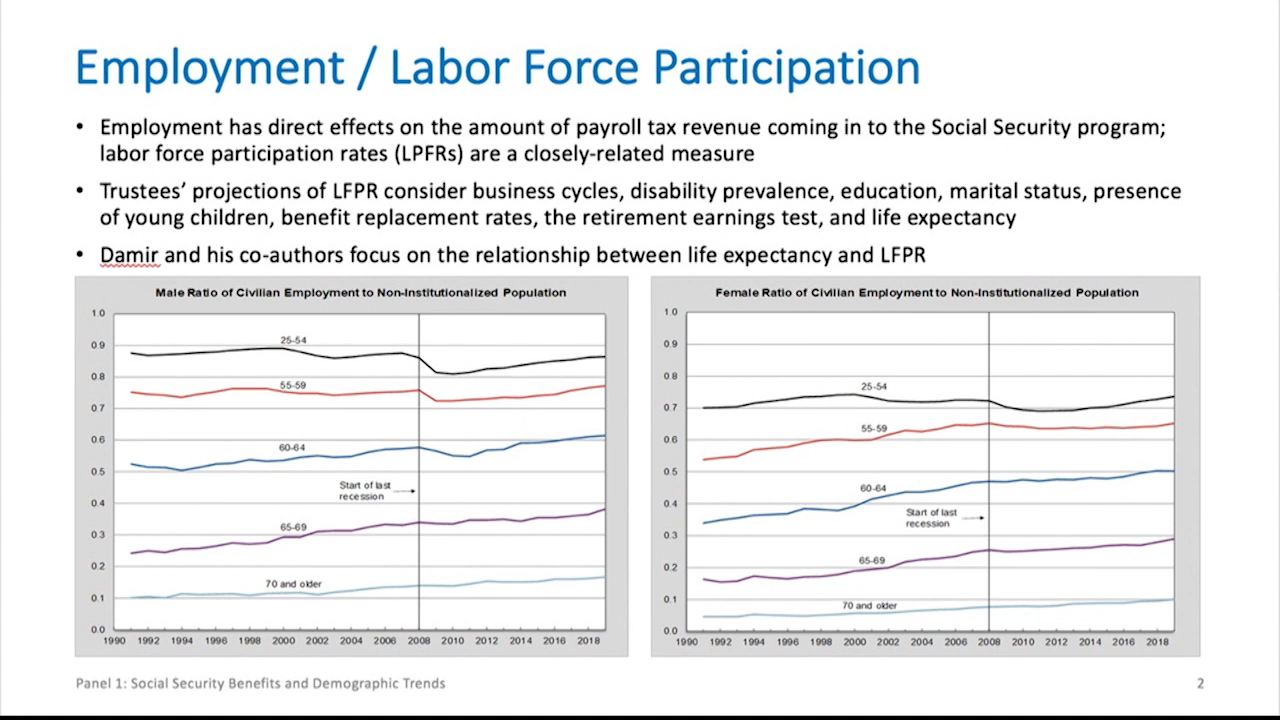 Employment / Labor Force Participation
• Employment has direct effects on the amount of payroll tax revenue coming in to the Social Security program;
labor force participation rates (LPFRs) are a closely-related measure
• Trustees’ projections of LFPR consider business cycles, disability prevalence, education, marital status, presence
of young children, benefit replacement rates, the retirement earnings test, and life expectancy
• Damir and his co-authors focus on the relationship between life expectancy and LFPR
Male Ratio of Civilian Employment to Non-Institutionalized Population
1.0
0.9
0.8
0.7
0.6
0.5
0.4
0.3
0.2
0.1
0.0
25-54
55-59
60-64
Start of last
recession
65-69
70 and older
1990 1992 1994 1996 1998 2000 2002 2004 2006 2008 2010 2012 2014 2016 2018
Female Ratio of Civilian Employment to Non-Institutionalized Population
1.0
0.9
0.8
0.7
0.6
0.5
0.4
0.3
0.2
0.1
0.0
25-54
55-59
60-64
Start of last
recession
65-69
70 and older
1990 1992 1994 1996 1998 2000 2002 2004 2006 2008 2010 2012 2014 2016 2018
Panel 1: Social Security Benefits and Demographic Trends
2